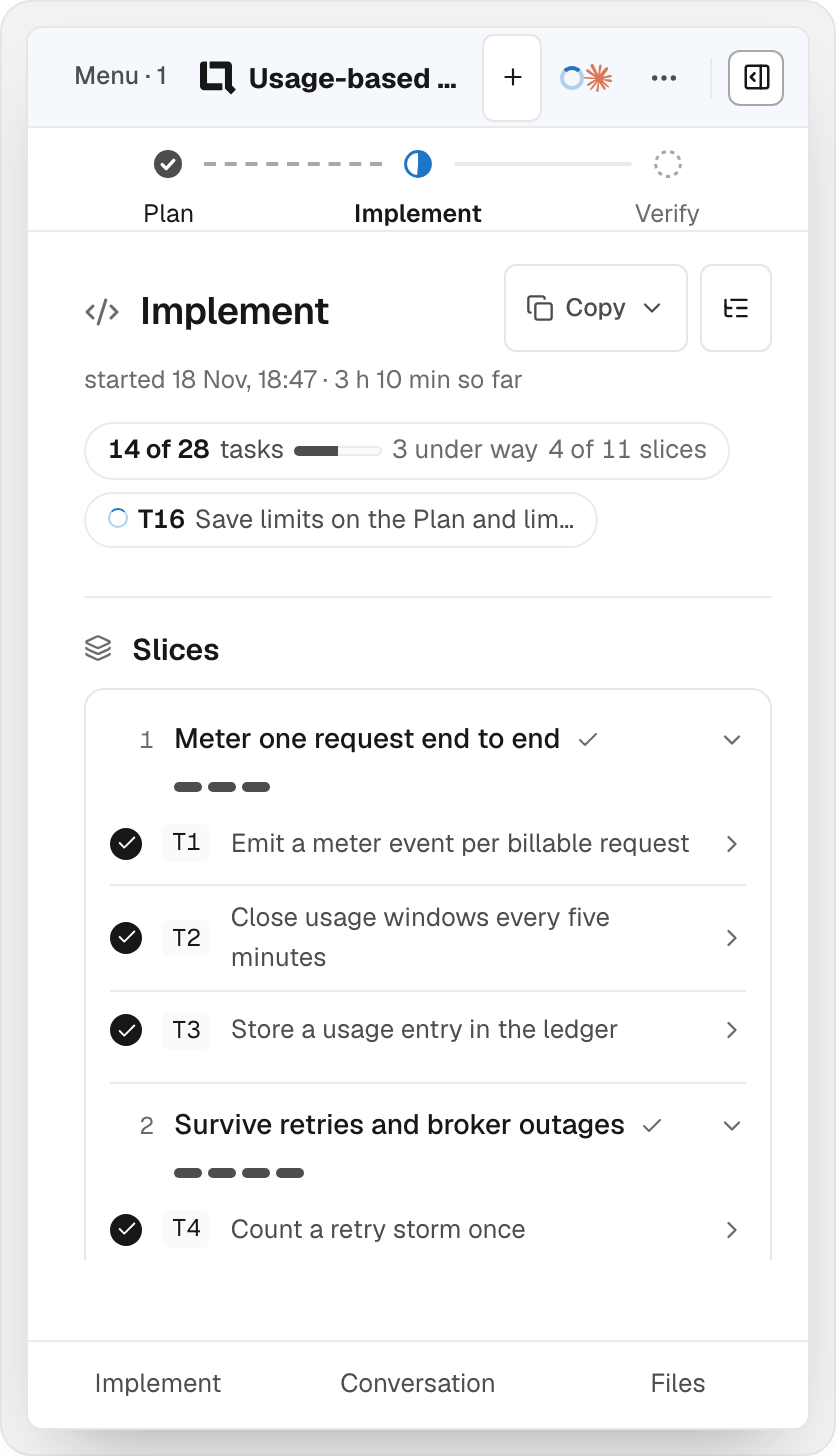 Menu · 1
Usage-based ...
Plan
Implement
Verify
Implement
Copy
started 18 Nov, 18:47 · 3 h 10 min so far
14 of 28 tasks 3 under way 4 of 11 slices
T16 Save limits on the Plan and lim...
Slices
1 Meter one request end to end
T1 Emit a meter event per billable request
T2 Close usage windows every five
minutes
T3 Store a usage entry in the ledger
2 Survive retries and broker outages
T4 Count a retry storm once
Implement
Conversation
Files